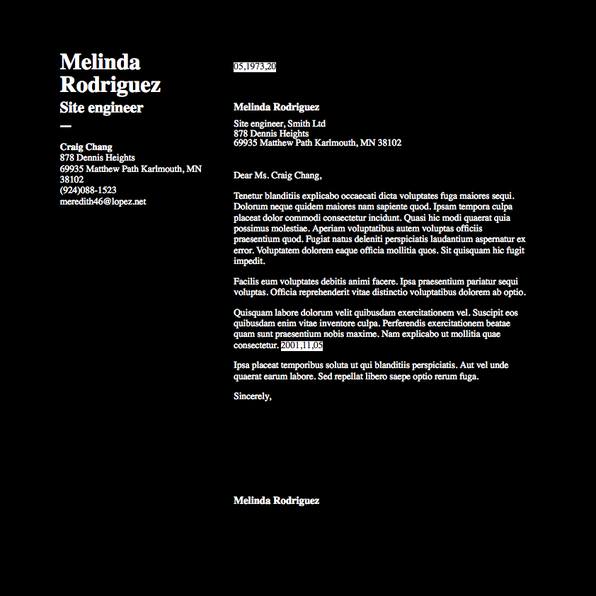 Melinda
Rodriguez
Site engineer
Craig Chang
878 Dennis Heights
69935 Matthew Path Karlmouth, MN
38102
(924)088-1523
meredith46@lopez.net
05,1973,20
Melinda Rodriguez
Site engineer, Smith Ltd
878 Dennis Heights
69935 Matthew Path Karlmouth, MN 38102
Dear Ms. Craig Chang,
Tenetur blanditiis explicabo occaecati dicta voluptates fuga maiores sequi.
Dolorum neque quidem maiores nam sapiente quod. Ipsam tempora culpa
placeat dolor commodi consectetur incidunt. Quasi hic modi quaerat quia
possimus molestiae. Aperiam voluptatibus autem voluptas officiis
praesentium quod. Fugiat natus deleniti perspiciatis laudantium aspernatur ex
error. Voluptatem dolorem eaque officia mollitia quos. Sit quisquam hic fugit
impedit.
Facilis eum voluptates debitis animi facere. Ipsa praesentium pariatur sequi
voluptas. Officia reprehenderit vitae distinctio voluptatibus dolorem ab optio.
Quisquam labore dolorum velit quibusdam exercitationem vel. Suscipit eos
quibusdam enim vitae inventore culpa. Perferendis exercitationem beatae
quam sunt praesentium nobis maxime. Nam explicabo ut mollitia quae
consectetur. 2001,11,05
Ipsa placeat temporibus soluta ut qui blanditiis perspiciatis. Aut vel unde
quaerat earum labore. Sed repellat libero saepe optio rerum fuga.
Sincerely,
Melinda Rodriguez